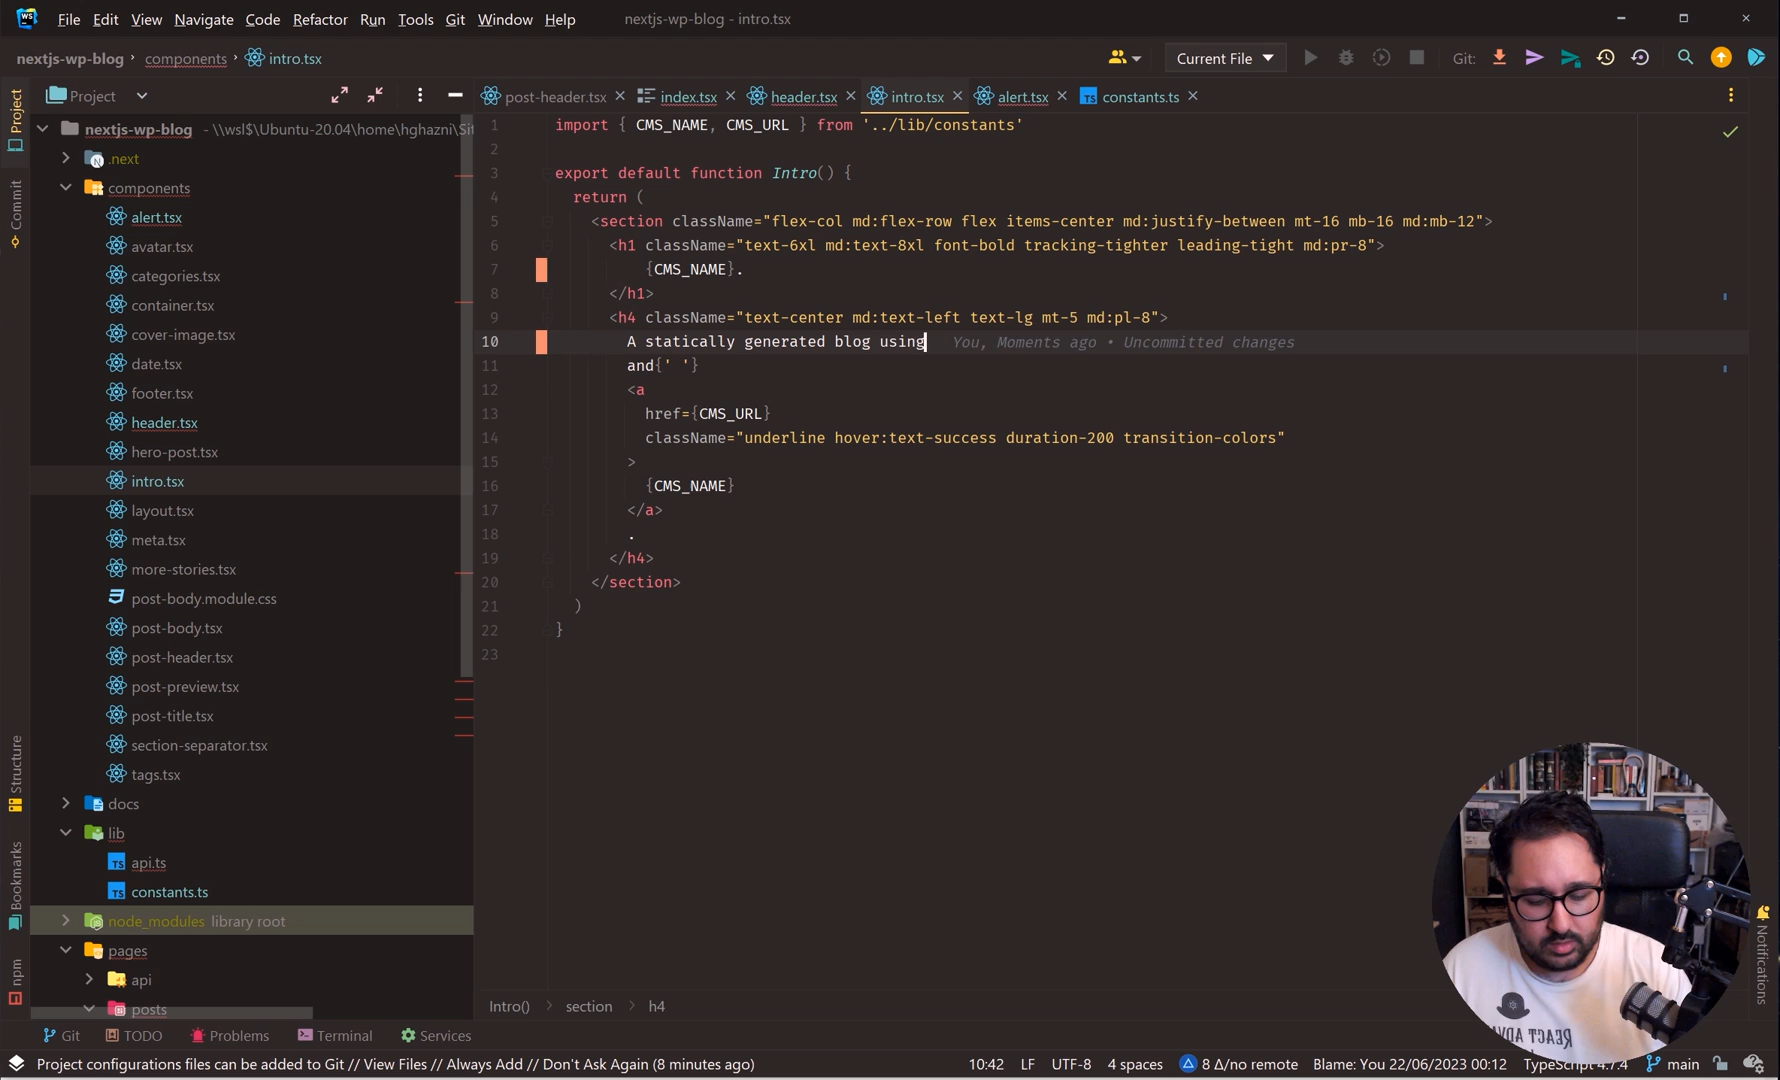 WS File Edit View Navigate Code Refactor Run Tools Git Window Help nextjs-wp-blog - intro.tsx
nextjs-wp-blog components intro.tsx Current File Git:
Project
post-header.tsx index.tsx header.tsx intro.tsx alert.tsx constants.ts
nextjs-wp-blog - \\wsl$\Ubuntu-20.04\home\hghazni\Sit
.next
components
alert.tsx
avatar.tsx
categories.tsx
container.tsx
cover-image.tsx
date.tsx
footer.tsx
header.tsx
hero-post.tsx
intro.tsx
layout.tsx
meta.tsx
more-stories.tsx
post-body.module.css
post-body.tsx
post-header.tsx
post-preview.tsx
post-title.tsx
section-separator.tsx
tags.tsx
docs
lib
api.ts
constants.ts
node_modules library root
pages
api
posts
1 import { CMS_NAME, CMS_URL } from '../lib/constants'
2
3 export default function Intro() {
4 return (
5 <section className="flex-col md:flex-row flex items-center md:justify-between mt-16 mb-16 md:mb-12">
6 <h1 className="text-6xl md:text-8xl font-bold tracking-tighter leading-tight md:pr-8">
7 {CMS_NAME}.
8 </h1>
9 <h4 className="text-center md:text-left text-lg mt-5 md:pl-8">
10 A statically generated blog using You, Moments ago • Uncommitted changes
11 and{' '}
12 <a
13 href={CMS_URL}
14 className="underline hover:text-success duration-200 transition-colors"
15 >
16 {CMS_NAME}
17 </a>
18 .
19 </h4>
20 </section>
21 )
22 }
23
Project
Commit
Structure
Bookmarks
npm
Notifications
REACT ADVA
Intro() section h4
Git TODO Problems Terminal Services
Project configurations files can be added to Git // View Files // Always Add // Don't Ask Again (8 minutes ago) 10:42 LF UTF-8 4 spaces 8 Δ/no remote Blame: You 22/06/2023 00:12 TypeScript 4.7.4 main